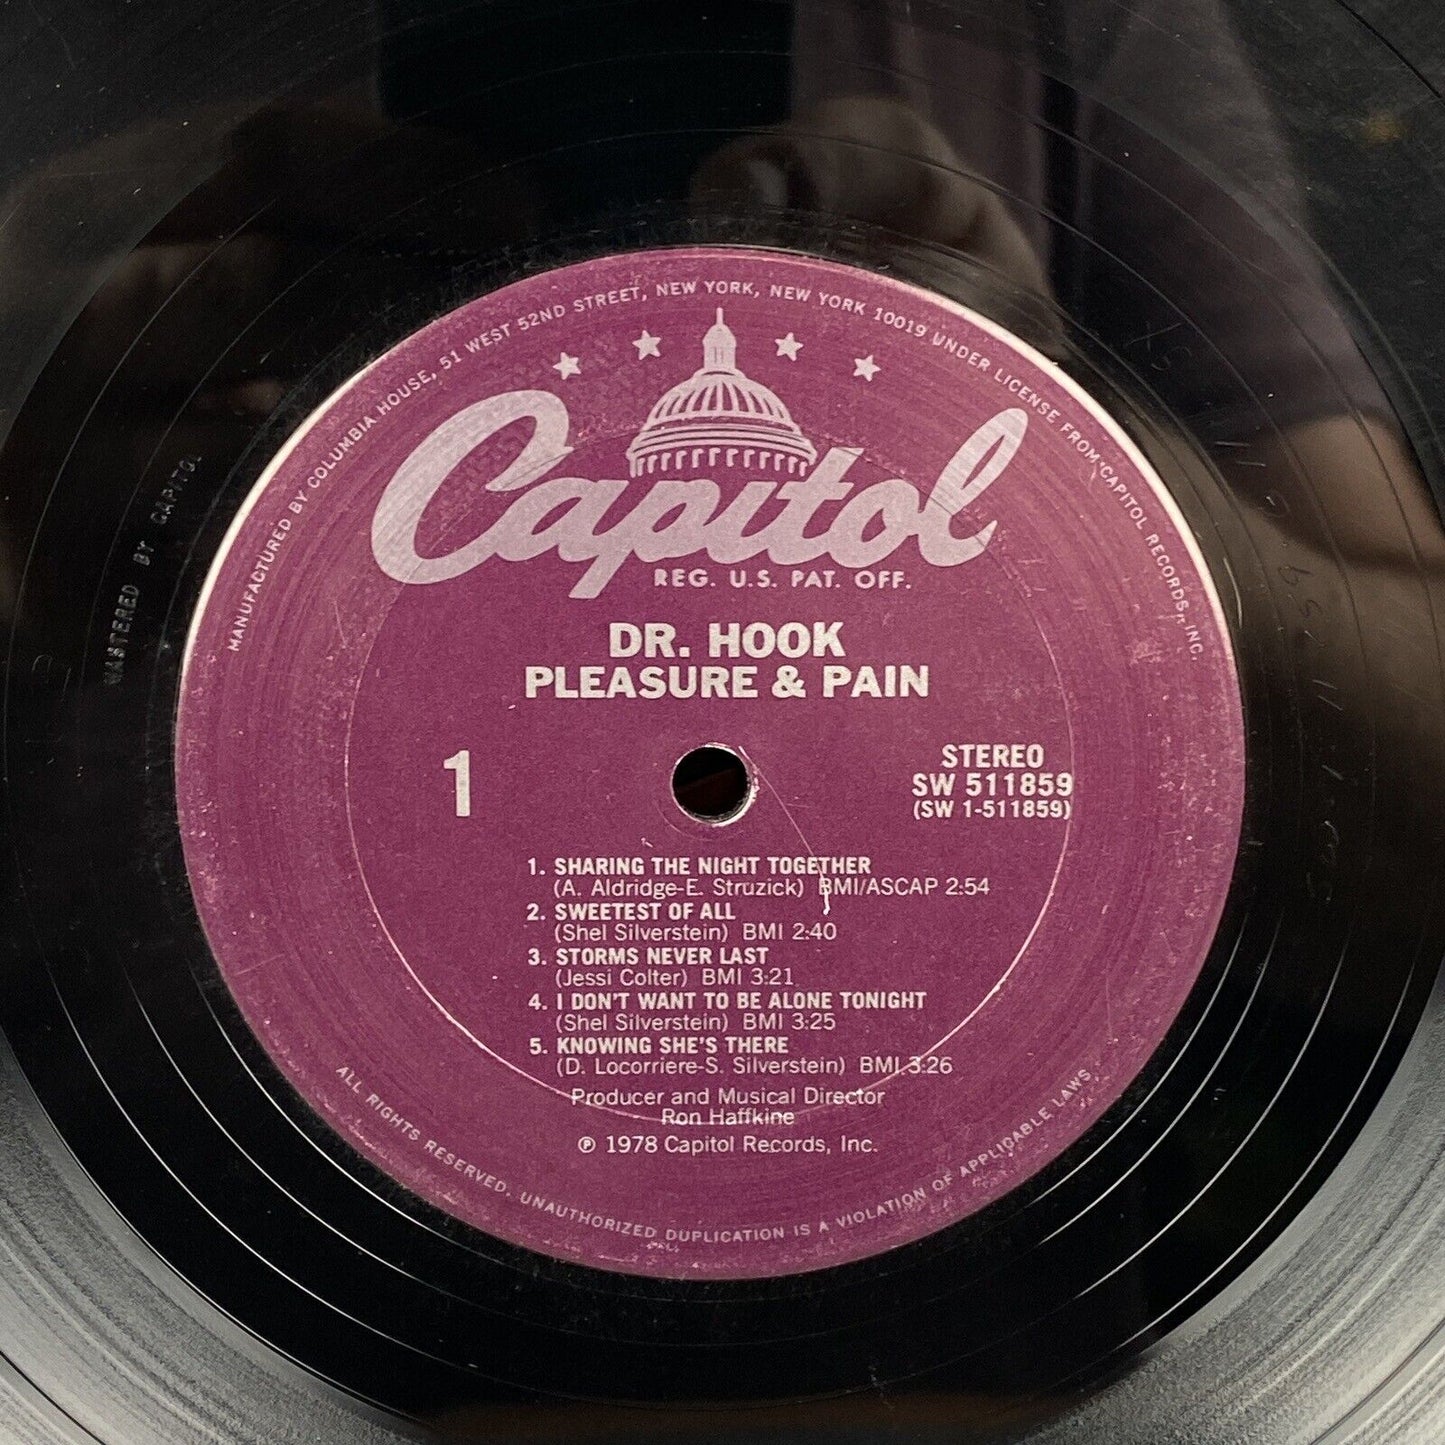 MANUFACTURED BY COLUMBIA HOUSE, 51 WEST 52ND STREET, NEW YORK, NEW YORK 10019 UNDER LICENSE FROM CAPITOL RECORDS, INC.
Capitol
REG. U.S. PAT. OFF.
DR. HOOK
PLEASURE & PAIN
1
STEREO
SW 511859
(SW 1-511859)
1. SHARING THE NIGHT TOGETHER
(A. Aldridge-E. Struzick) BMI/ASCAP 2:54
2. SWEETEST OF ALL
(Shel Silverstein) BMI 2:40
3. STORMS NEVER LAST
(Jessi Colter) BMI 3:21
4. I DON'T WANT TO BE ALONE TONIGHT
(Shel Silverstein) BMI 3:25
5. KNOWING SHE'S THERE
(D. Locorriere-S. Silverstein) BMI 3:26
Producer and Musical Director
Ron Haffkine
℗ 1978 Capitol Records, Inc.
ALL RIGHTS RESERVED. UNAUTHORIZED DUPLICATION IS A VIOLATION OF APPLICABLE LAWS.
MASTERED BY CAPITOL